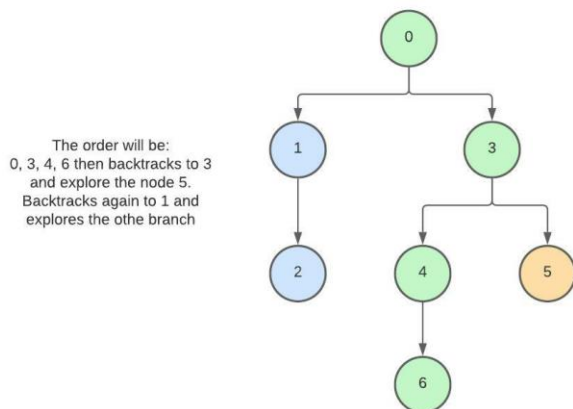 0
The order will be:
0, 3, 4, 6 then backtracks to 3
and explore the node 5.
Backtracks again to 1 and
explores the othe branch
1
3
2
4
5
6